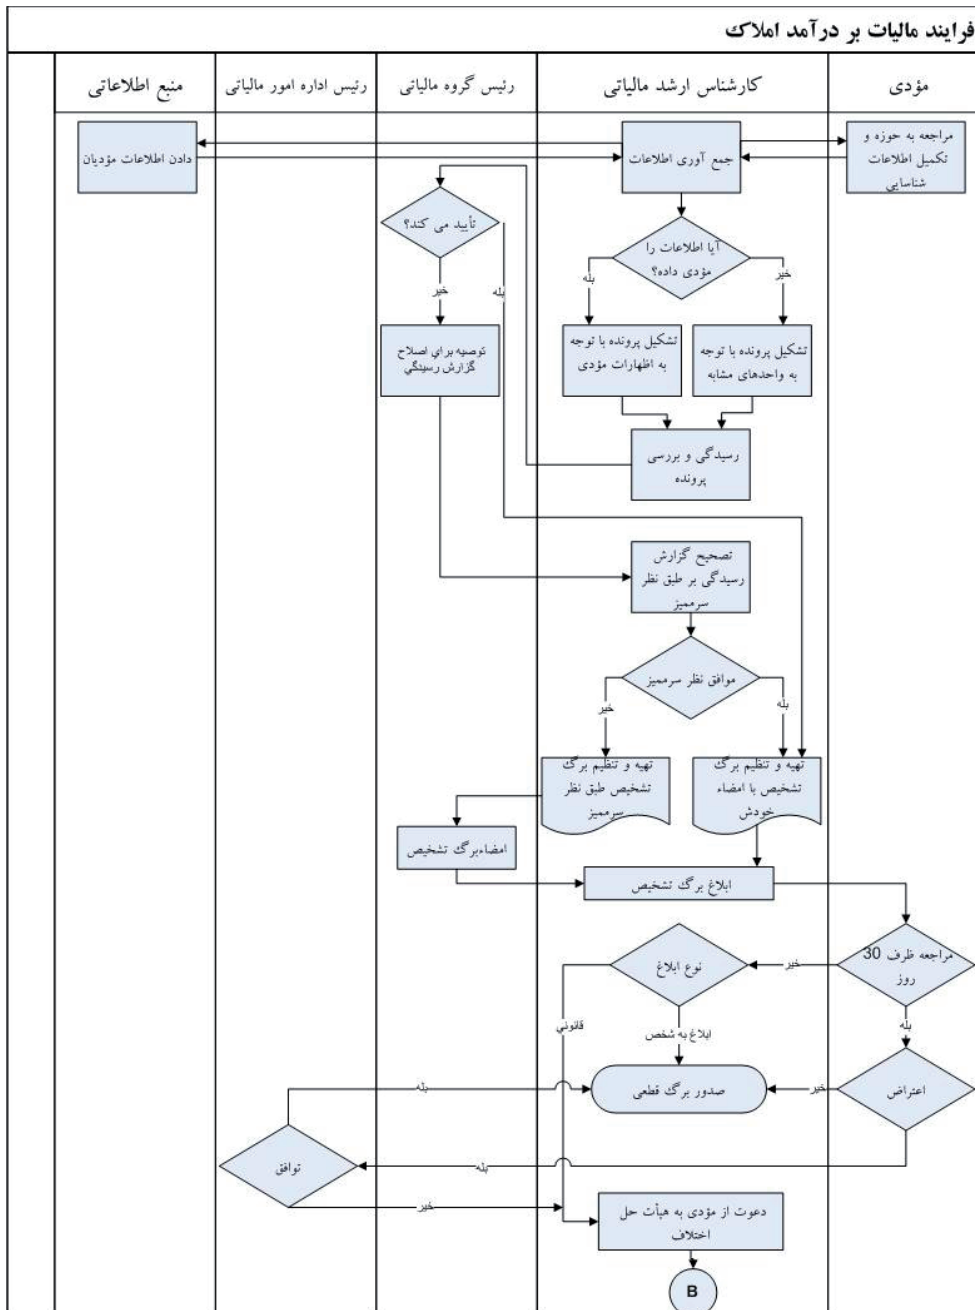 فرایند مالیات بر درآمد املاک
مؤدی
کارشناس ارشد مالیاتی
رئیس گروه مالیاتی
رئیس اداره امور مالیاتی
منبع اطلاعاتی
مراجعه به حوزه و
تکمیل اطلاعات
شناسایی
جمع آوری اطلاعات
دادن اطلاعات مؤدیان
تأیید می کند؟
آیا اطلاعات را
مؤدی داده؟
خیر
بله
خیر
بله
تشکیل پرونده با توجه
به واحدهای مشابه
تشکیل پرونده با توجه
به اظهارات مؤدی
توصیه برای اصلاح
گزارش رسیدگی
رسیدگی و بررسی
پرونده
تصحیح گزارش
رسیدگی بر طبق نظر
سرممیز
موافق نظر سرممیز
بله
خیر
تهیه و تنظیم برگ
تشخیص با امضاء
خودش
تهیه و تنظیم برگ
تشخیص طبق نظر
سرممیز
امضاءبرگ تشخیص
ابلاغ برگ تشخیص
مراجعه ظرف 30
روز
خیر
نوع ابلاغ
بله
ابلاغ به شخص
قانونی
اعتراض
خیر
صدور برگ قطعی
بله
توافق
بله
خیر
دعوت از مؤدی به هیأت حل
اختلاف
B